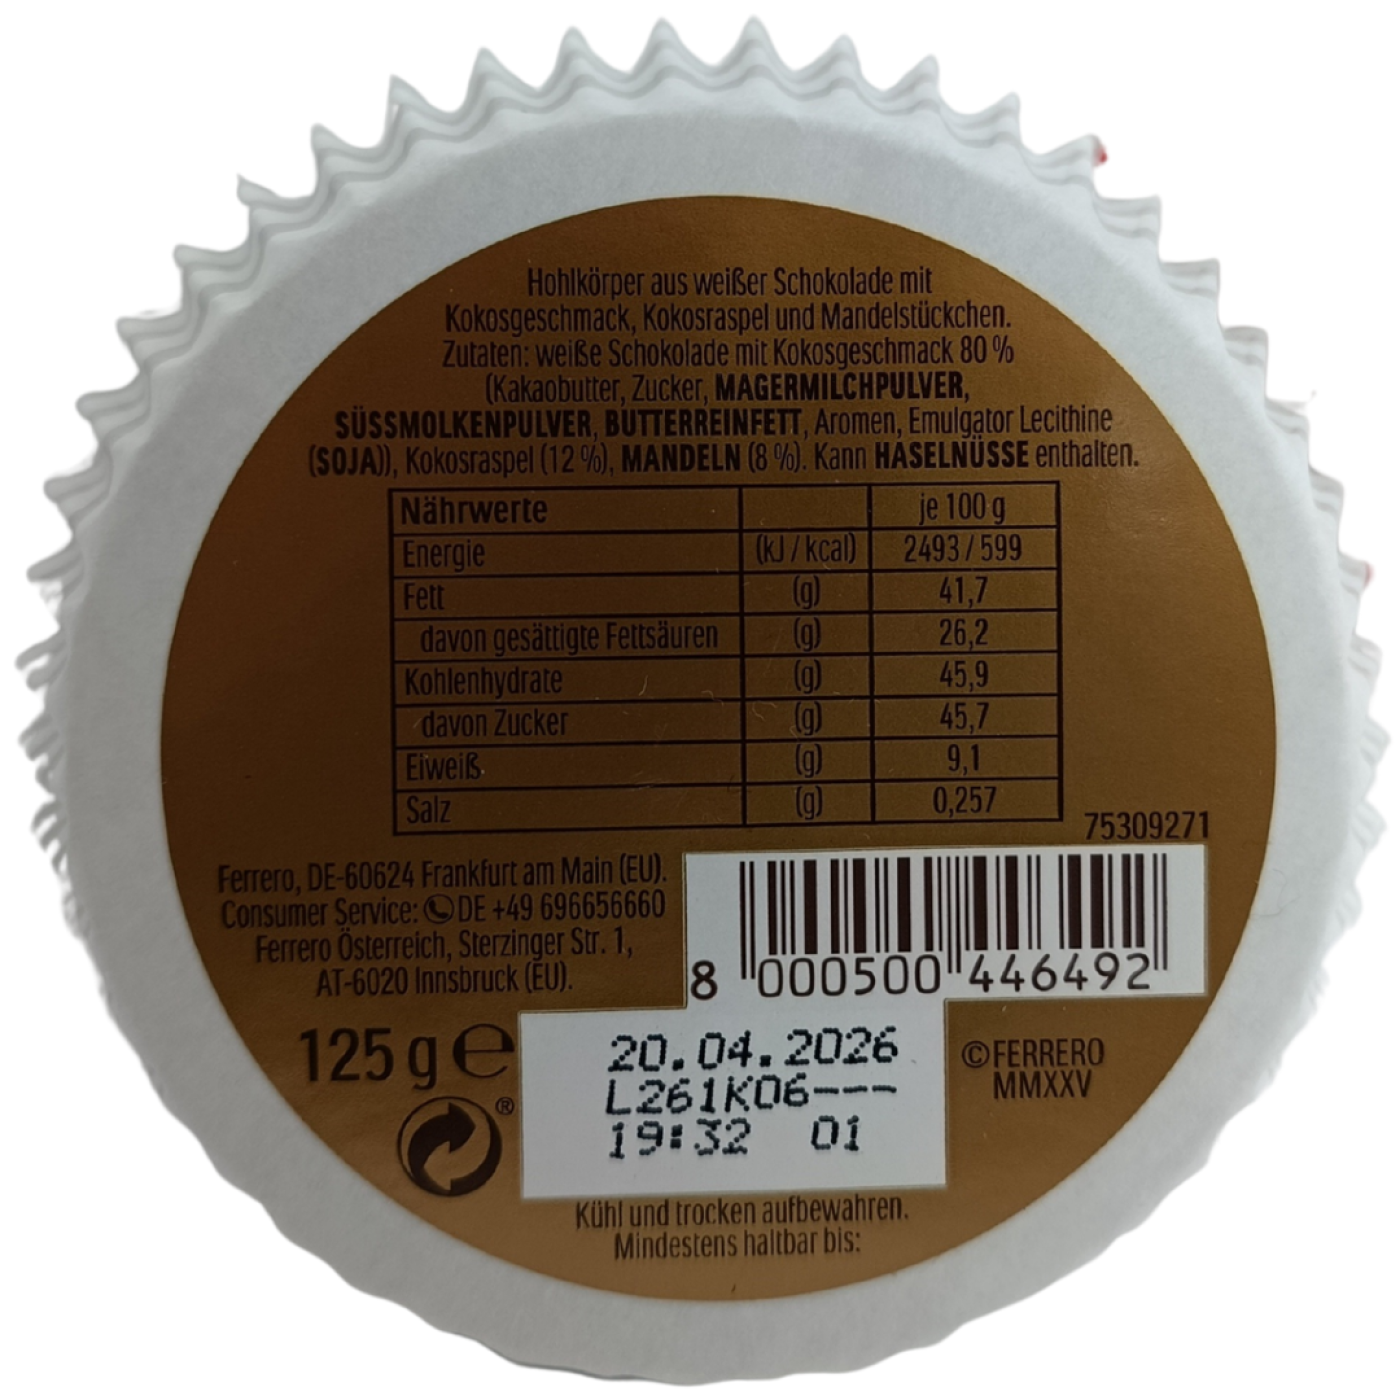 Hohlkörper aus weißer Schokolade mit
Kokosgeschmack, Kokosraspel und Mandelstückchen.
Zutaten: weiße Schokolade mit Kokosgeschmack 80 %
(Kakaobutter, Zucker, MAGERMILCHPULVER,
SÜSSMOLKENPULVER, BUTTERREINFETT, Aromen, Emulgator Lecithine
(SOJA)), Kokosraspel (12 %), MANDELN (8 %). Kann HASELNÜSSE enthalten.
Nährwerte je 100 g
Energie (kJ / kcal) 2493 / 599
Fett (g) 41,7
davon gesättigte Fettsäuren (g) 26,2
Kohlenhydrate (g) 45,9
davon Zucker (g) 45,7
Eiweiß (g) 9,1
Salz (g) 0,257
75309271
Ferrero, DE-60624 Frankfurt am Main (EU).
Consumer Service: DE +49 696656660
Ferrero Österreich, Sterzinger Str. 1,
AT-6020 Innsbruck (EU).
8 000500 446492
125 g ℮
20.04.2026
L261K06---
19:32 01
©FERRERO
MMXXV
®
Kühl und trocken aufbewahren.
Mindestens haltbar bis: